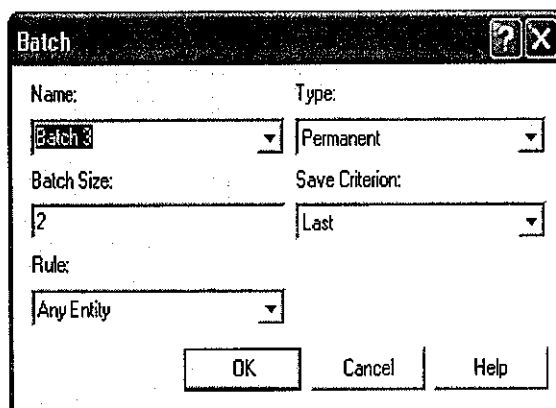 Batch
Name: Type:
Batch 3 Permanent
Batch Size: Save Criterion:
2 Last
Rule:
Any Entity
OK Cancel Help